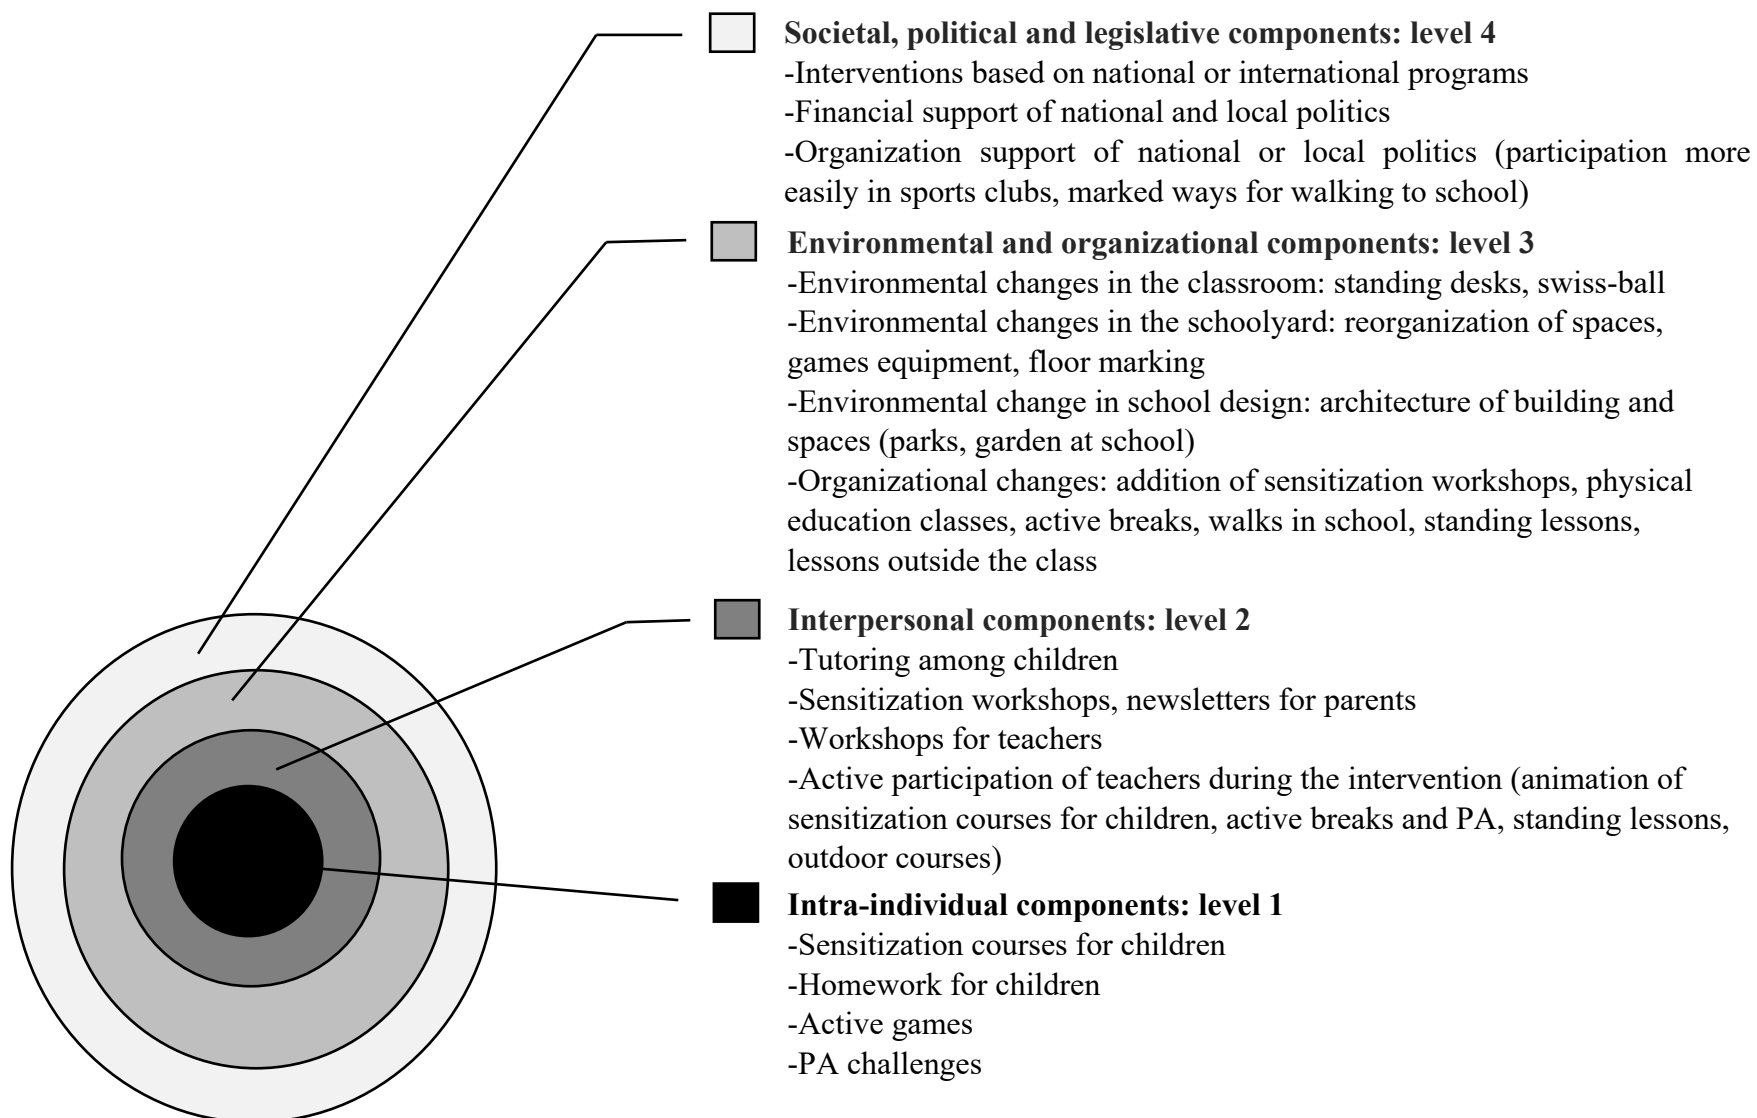 Societal, political and legislative components: level 4
-Interventions based on national or international programs
-Financial support of national and local politics
-Organization support of national or local politics (participation more
easily in sports clubs, marked ways for walking to school)
Environmental and organizational components: level 3
-Environmental changes in the classroom: standing desks, swiss-ball
-Environmental changes in the schoolyard: reorganization of spaces,
games equipment, floor marking
-Environmental change in school design: architecture of building and
spaces (parks, garden at school)
-Organizational changes: addition of sensitization workshops, physical
education classes, active breaks, walks in school, standing lessons,
lessons outside the class
Interpersonal components: level 2
-Tutoring among children
-Sensitization workshops, newsletters for parents
-Workshops for teachers
-Active participation of teachers during the intervention (animation of
sensitization courses for children, active breaks and PA, standing lessons,
outdoor courses)
Intra-individual components: level 1
-Sensitization courses for children
-Homework for children
-Active games
-PA challenges